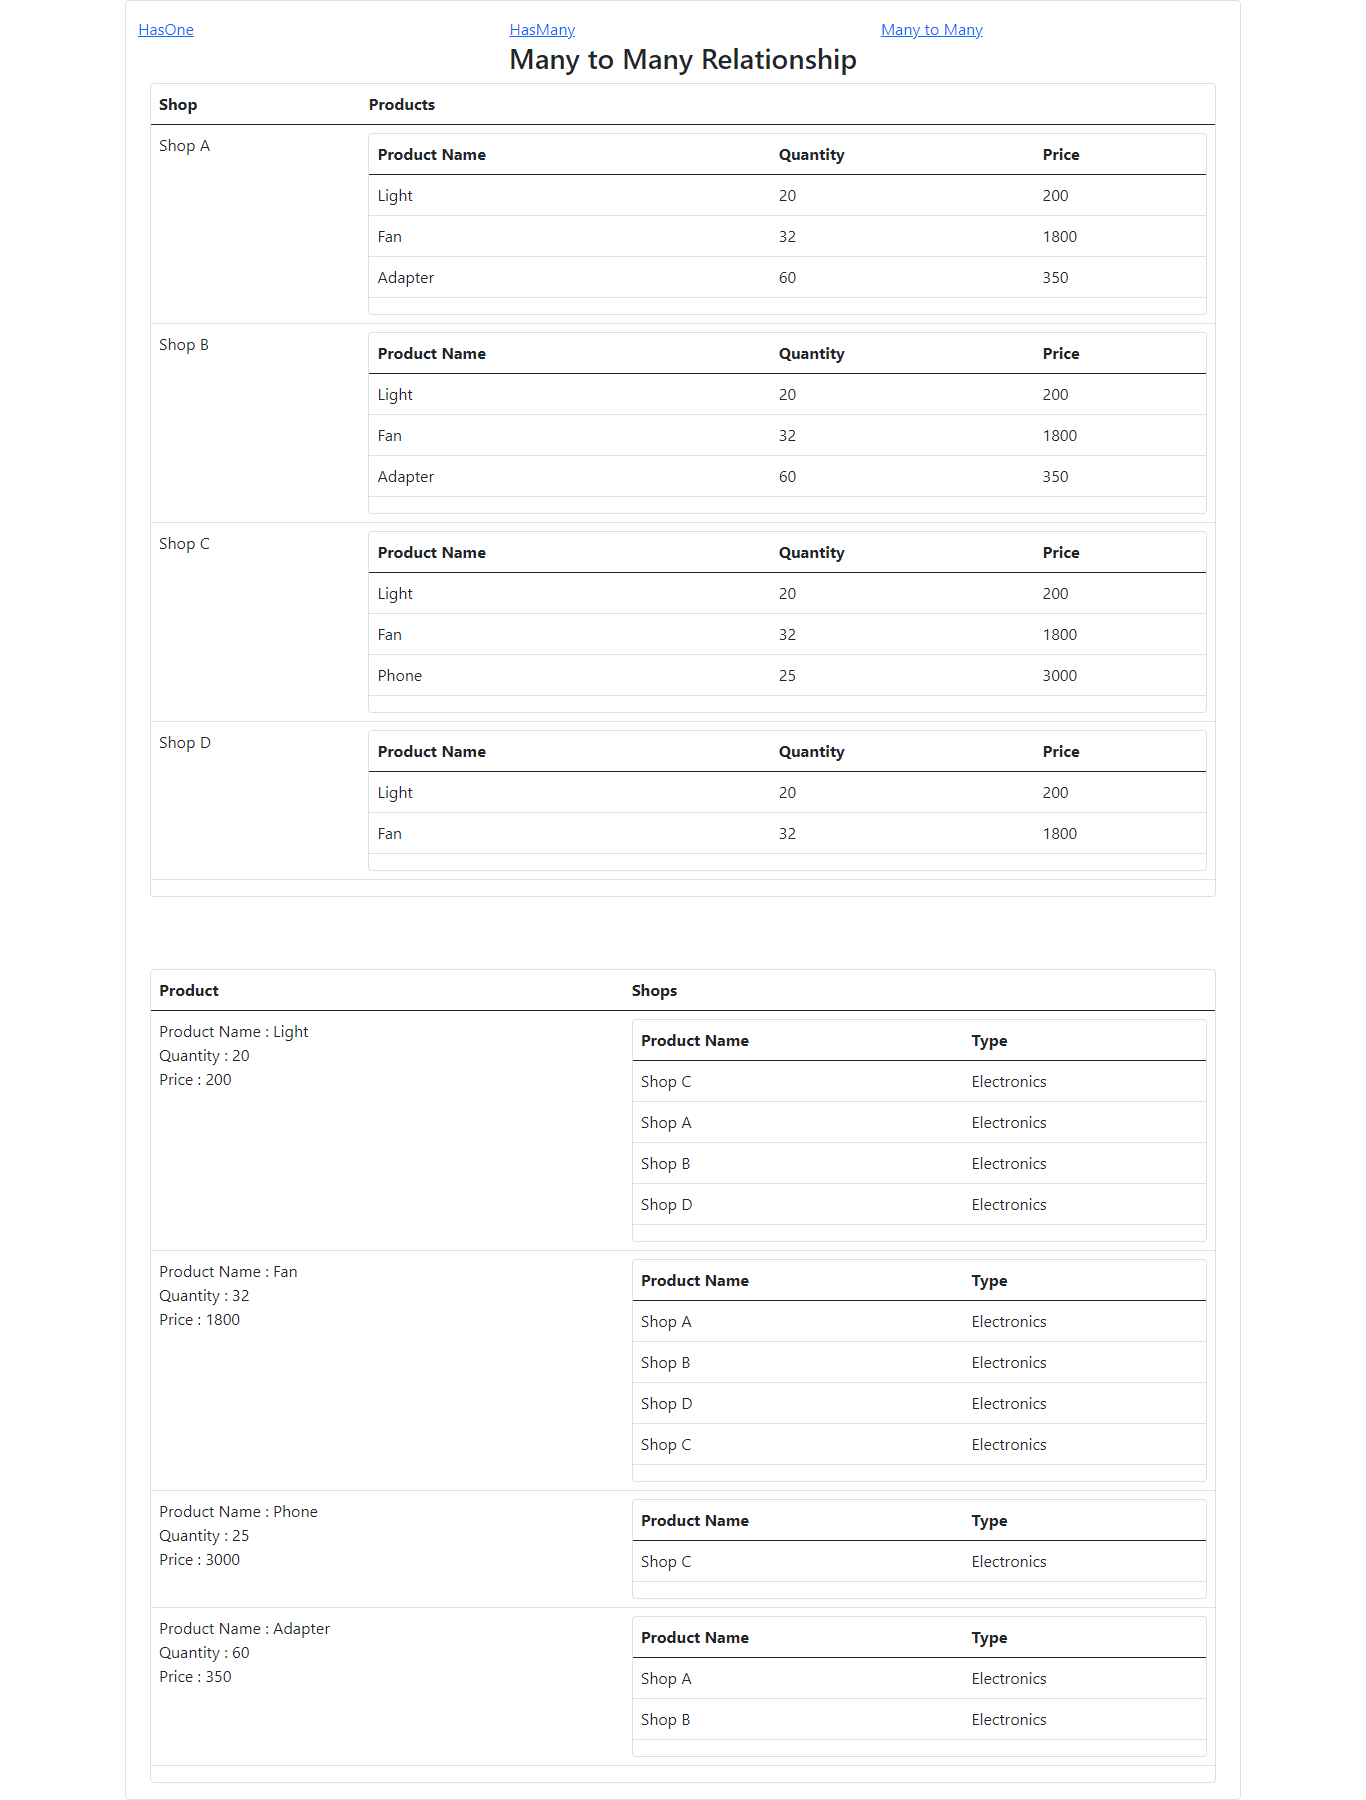 HasOne HasMany Many to Many
Many to Many Relationship
Shop Products
Shop A
Product Name Quantity Price
Light 20 200
Fan 32 1800
Adapter 60 350
Shop B
Product Name Quantity Price
Light 20 200
Fan 32 1800
Adapter 60 350
Shop C
Product Name Quantity Price
Light 20 200
Fan 32 1800
Phone 25 3000
Shop D
Product Name Quantity Price
Light 20 200
Fan 32 1800
Product Shops
Product Name : Light
Quantity : 20
Price : 200
Product Name Type
Shop C Electronics
Shop A Electronics
Shop B Electronics
Shop D Electronics
Product Name : Fan
Quantity : 32
Price : 1800
Product Name Type
Shop A Electronics
Shop B Electronics
Shop D Electronics
Shop C Electronics
Product Name : Phone
Quantity : 25
Price : 3000
Product Name Type
Shop C Electronics
Product Name : Adapter
Quantity : 60
Price : 350
Product Name Type
Shop A Electronics
Shop B Electronics